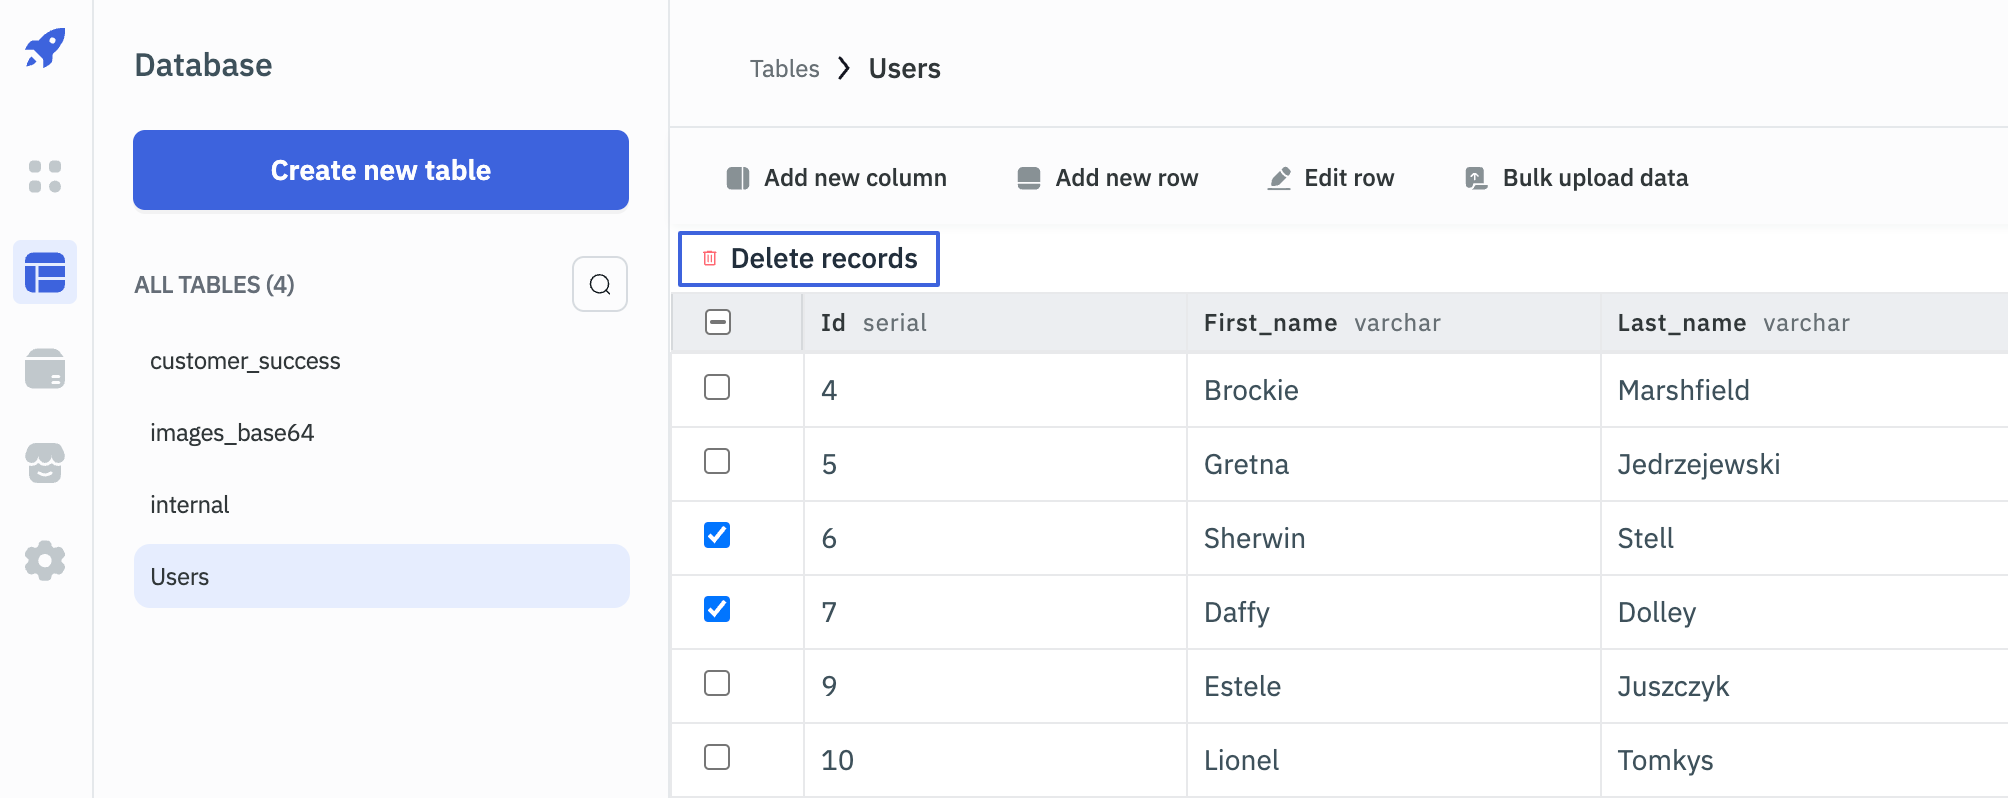 Database
Create new table
ALL TABLES (4)
customer_success
images_base64
internal
Users
Tables > Users
Add new column Add new row Edit row Bulk upload data
Delete records
Id serial First_name varchar Last_name varchar
4 Brockie Marshfield
5 Gretna Jedrzejewski
6 Sherwin Stell
7 Daffy Dolley
9 Estele Juszczyk
10 Lionel Tomkys